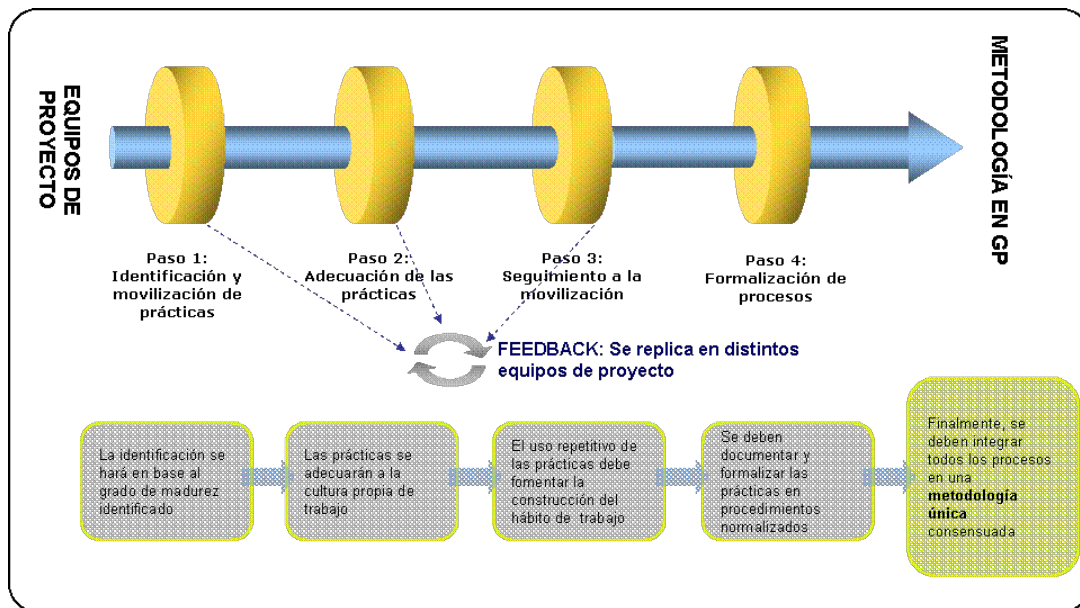 EQUIPOS DE
PROYECTO
METODOLOGÍA EN GP
Paso 1:
Identificación y
movilización de
prácticas
Paso 2:
Adecuación de las
prácticas
Paso 3:
Seguimiento a la
movilización
Paso 4:
Formalización de
procesos
FEEDBACK: Se replica en distintos
equipos de proyecto
La identificación se
hará en base al
grado de madurez
identificado
Las prácticas se
adecuarán a la
cultura propia de
trabajo
El uso repetitivo de
las prácticas debe
fomentar la
construcción del
hábito de trabajo
Se deben
documentar y
formalizar las
prácticas en
procedimientos
normalizados
Finalmente, se
deben integrar
todos los procesos
en una
metodología
única
consensuada